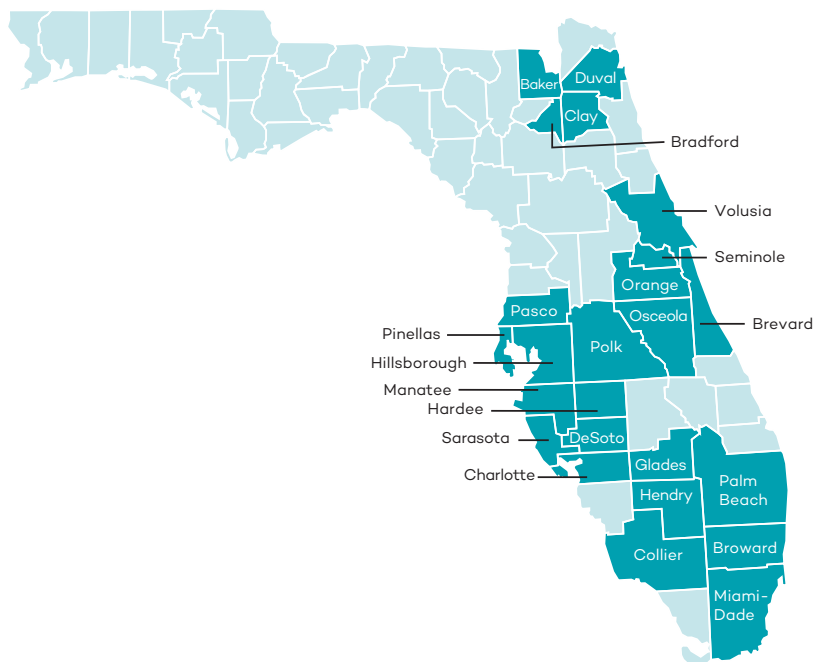 Baker
Duval
Clay
Bradford
Volusia
Seminole
Orange
Pasco
Osceola
Brevard
Pinellas
Polk
Hillsborough
Manatee
Hardee
Sarasota
DeSoto
Charlotte
Glades
Palm
Beach
Hendry
Collier
Broward
Miami-
Dade